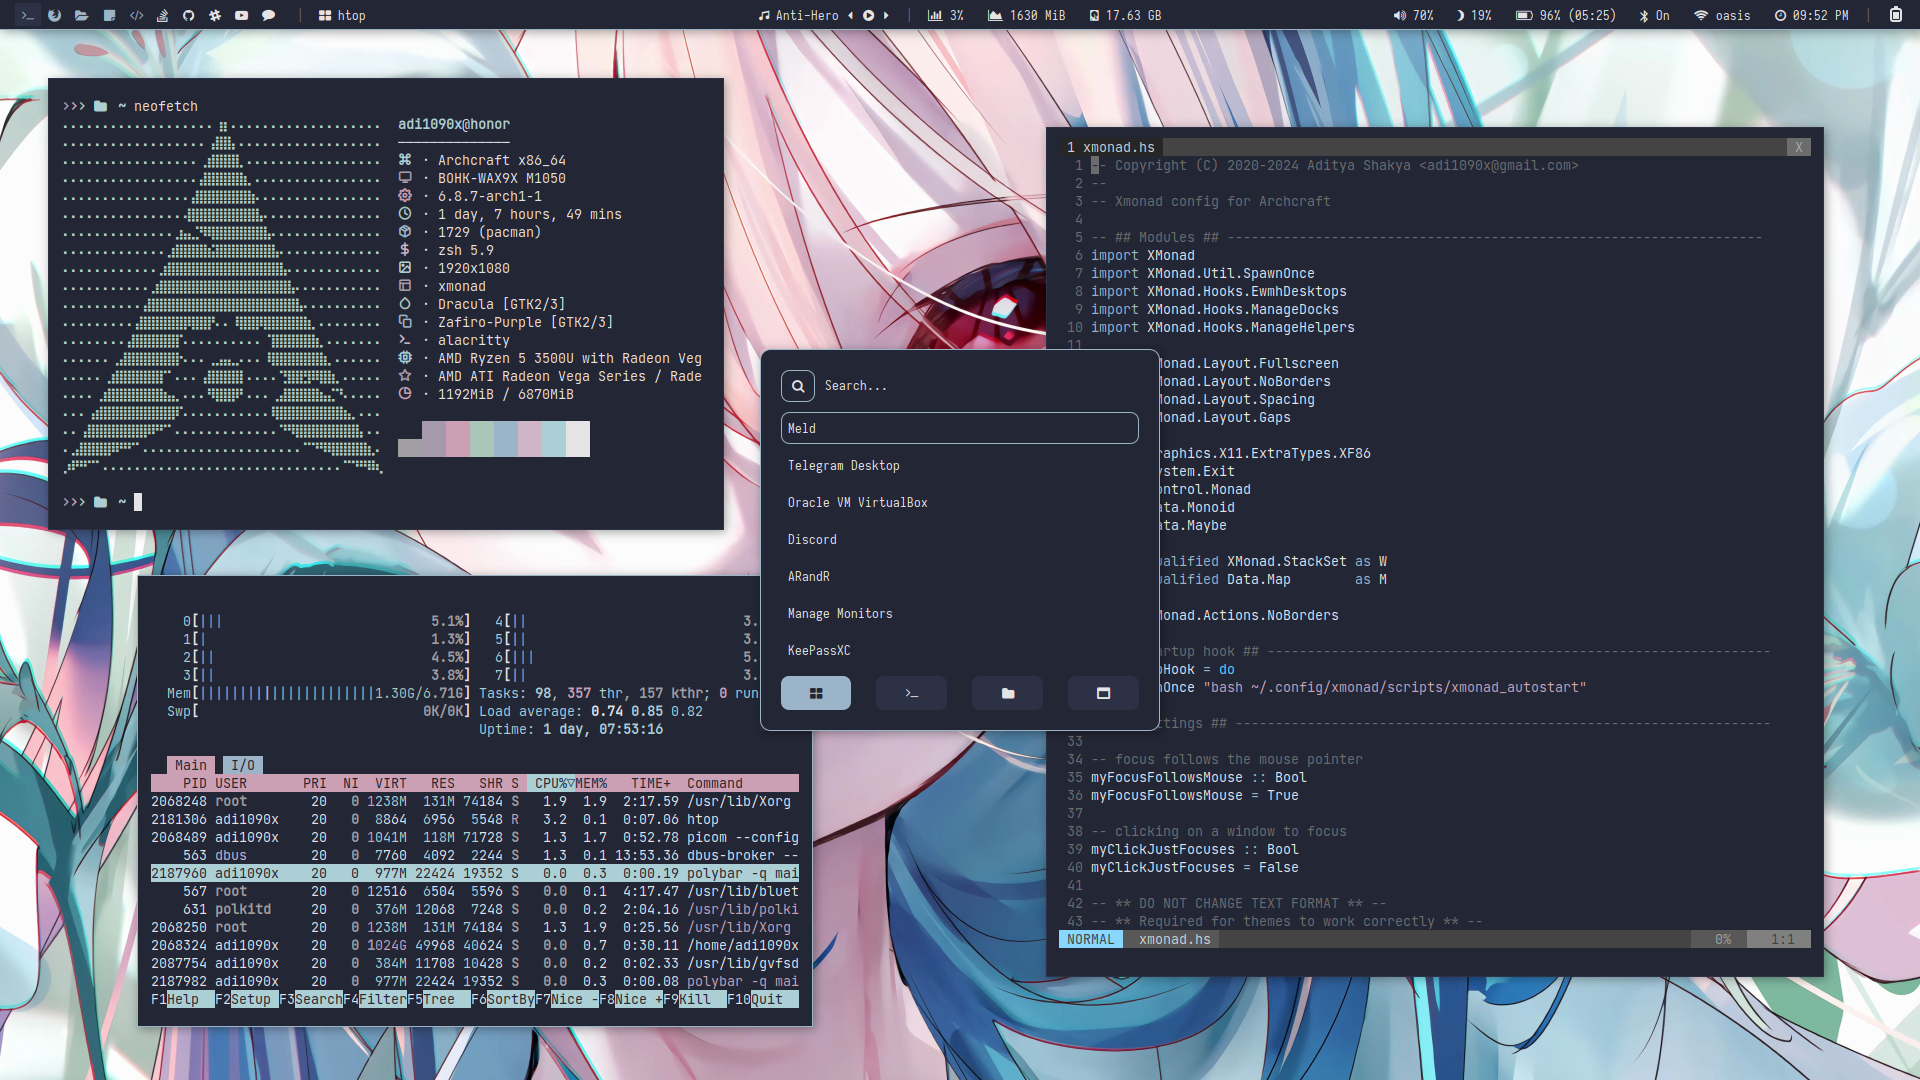 htop
Anti-Hero
3%
1630 MiB
17.63 GB
70%
19%
96% (05:25)
On
oasis
09:52 PM
>>> ~ neofetch
adi1090x@honor
· Archcraft x86_64
· BOHK-WAX9X M1050
· 6.8.7-arch1-1
· 1 day, 7 hours, 49 mins
· 1729 (pacman)
· zsh 5.9
· 1920x1080
· xmonad
· Dracula [GTK2/3]
· Zafiro-Purple [GTK2/3]
· alacritty
· AMD Ryzen 5 3500U with Radeon Veg
· AMD ATI Radeon Vega Series / Rade
· 1192MiB / 6870MiB
>>> ~
0[||| 5.1%] 4[|| 3.
1[| 1.3%] 5[|| 3.
2[|| 4.5%] 6[||| 5.
3[|| 3.8%] 7[|| 3.
Mem[||||||||||||||||||||||1.30G/6.71G] Tasks: 98, 357 thr, 157 kthr; 0 run
Swp[ 0K/0K] Load average: 0.74 0.85 0.82
Uptime: 1 day, 07:53:16
Main I/O
PID USER PRI NI VIRT RES SHR S CPU%▽MEM% TIME+ Command
2068248 root 20 0 1238M 131M 74184 S 1.9 1.9 2:17.59 /usr/lib/Xorg
2181306 adi1090x 20 0 8864 6956 5548 R 3.2 0.1 0:07.06 htop
2068489 adi1090x 20 0 1041M 118M 71728 S 1.3 1.7 0:52.78 picom --config
563 dbus 20 0 7760 4092 2244 S 1.3 0.1 13:53.36 dbus-broker --
2187960 adi1090x 20 0 977M 22424 19352 S 0.0 0.3 0:00.19 polybar -q mai
567 root 20 0 12516 6504 5596 S 0.0 0.1 4:17.47 /usr/lib/bluet
631 polkitd 20 0 376M 12068 7248 S 0.0 0.2 2:04.16 /usr/lib/polki
2068250 root 20 0 1238M 131M 74184 S 1.3 1.9 0:25.56 /usr/lib/Xorg
2068324 adi1090x 20 0 1024G 49968 40624 S 0.0 0.7 0:30.11 /home/adi1090x
2087754 adi1090x 20 0 384M 11708 10428 S 0.0 0.2 0:02.33 /usr/lib/gvfsd
2187982 adi1090x 20 0 977M 22424 19352 S 0.0 0.3 0:00.08 polybar -q mai
F1Help F2Setup F3SearchF4FilterF5Tree F6SortByF7Nice -F8Nice +F9Kill F10Quit
Search...
Meld
Telegram Desktop
Oracle VM VirtualBox
Discord
ARandR
Manage Monitors
KeePassXC
1 xmonad.hs X
1 -- Copyright (C) 2020-2024 Aditya Shakya <adi1090x@gmail.com>
2 --
3 -- Xmonad config for Archcraft
4
5 -- ## Modules ## -------------------------------------------------------------------
6 import XMonad
7 import XMonad.Util.SpawnOnce
8 import XMonad.Hooks.EwmhDesktops
9 import XMonad.Hooks.ManageDocks
10 import XMonad.Hooks.ManageHelpers
11
Monad.Layout.Fullscreen
Monad.Layout.NoBorders
Monad.Layout.Spacing
Monad.Layout.Gaps
raphics.X11.ExtraTypes.XF86
ystem.Exit
ontrol.Monad
ata.Monoid
ata.Maybe
ualified XMonad.StackSet as W
ualified Data.Map as M
Monad.Actions.NoBorders
artup hook ## ---------------------------------------------------------------
pHook = do
nOnce "bash ~/.config/xmonad/scripts/xmonad_autostart"
ttings ## -------------------------------------------------------------------
33
34 -- focus follows the mouse pointer
35 myFocusFollowsMouse :: Bool
36 myFocusFollowsMouse = True
37
38 -- clicking on a window to focus
39 myClickJustFocuses :: Bool
40 myClickJustFocuses = False
41
42 -- ** DO NOT CHANGE TEXT FORMAT ** --
43 -- ** Required for themes to work correctly ** --
NORMAL xmonad.hs 0% 1:1